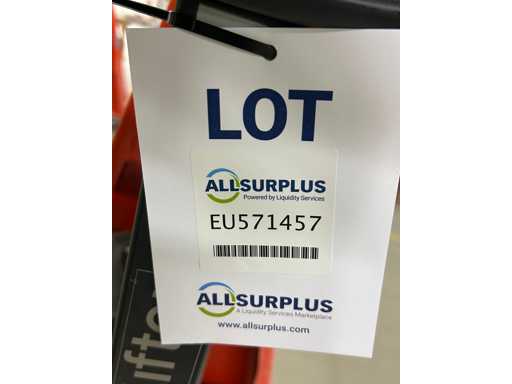 LOT
ALLSURPLUS
Powered by Liquidity Services
EU571457
ALLSURPLUS
A Liquidity Services Marketplace
www.allsurplus.com